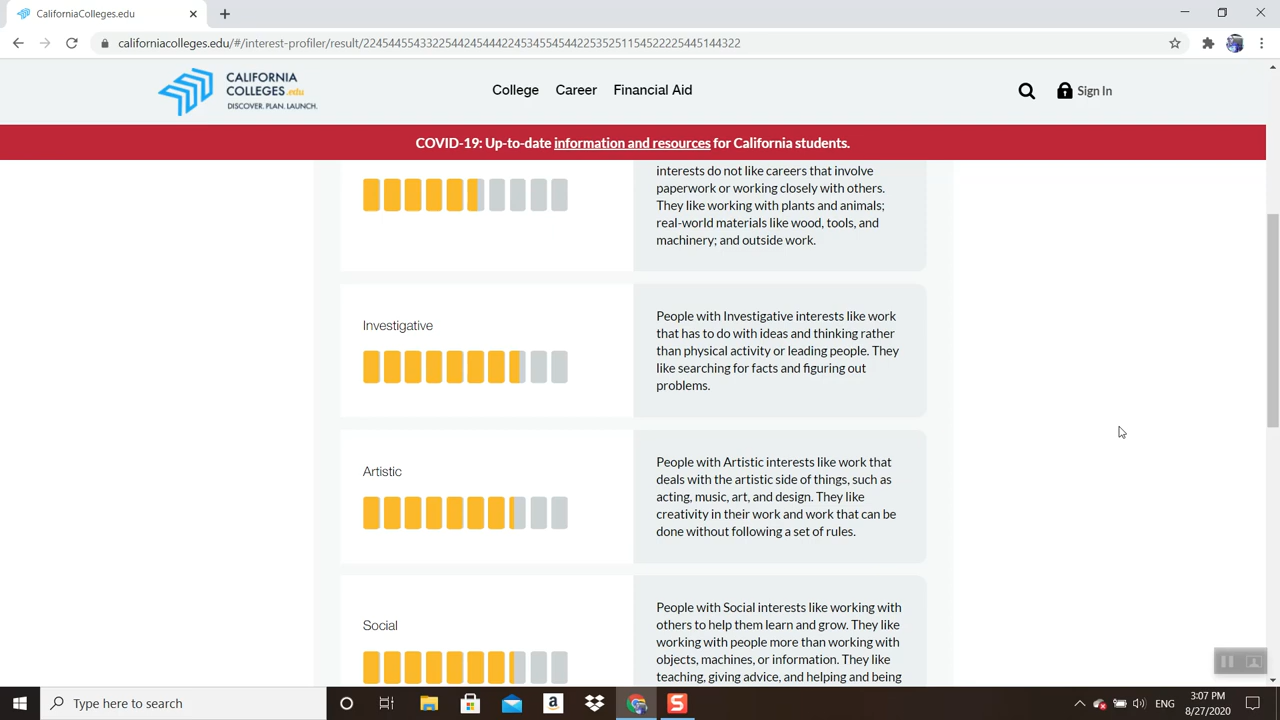 CaliforniaColleges.edu
californiacolleges.edu/#/interest-profiler/result/224544554332254424544422453455454422535251154522225445144322
CALIFORNIA
COLLEGES.edu
DISCOVER. PLAN. LAUNCH.
College Career Financial Aid
Sign In
COVID-19: Up-to-date information and resources for California students.
interests do not like careers that involve
paperwork or working closely with others.
They like working with plants and animals;
real-world materials like wood, tools, and
machinery; and outside work.
Investigative
People with Investigative interests like work
that has to do with ideas and thinking rather
than physical activity or leading people. They
like searching for facts and figuring out
problems.
Artistic
People with Artistic interests like work that
deals with the artistic side of things, such as
acting, music, art, and design. They like
creativity in their work and work that can be
done without following a set of rules.
Social
People with Social interests like working with
others to help them learn and grow. They like
working with people more than working with
objects, machines, or information. They like
teaching, giving advice, and helping and being
Type here to search
a
S
ENG
3:07 PM
8/27/2020